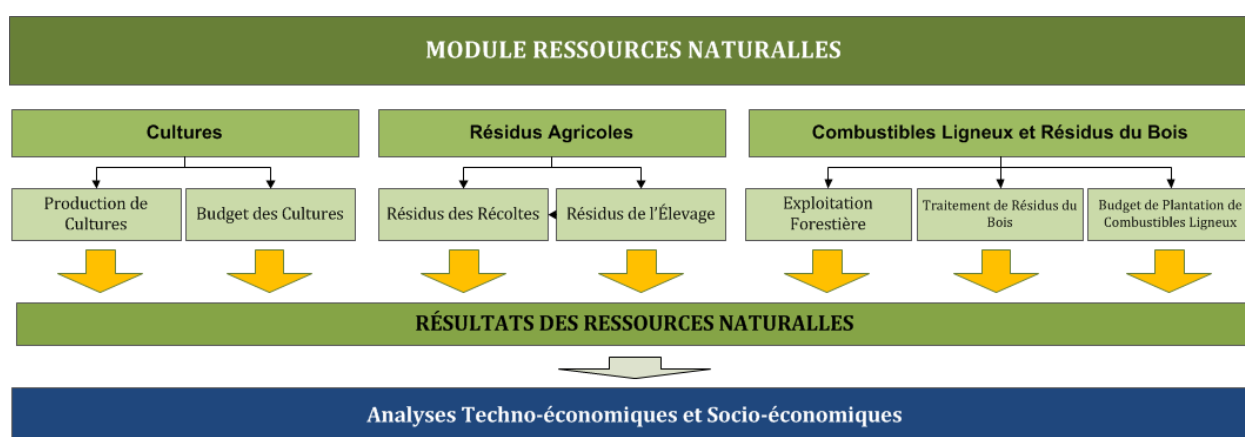 MODULE RESSOURCES NATURALLES
Cultures
Résidus Agricoles
Combustibles Ligneux et Résidus du Bois
Production de
Cultures
Budget des Cultures
Résidus des Récoltes
Résidus de l'Élevage
Exploitation
Forestière
Traitement de Résidus du
Bois
Budget de Plantation de
Combustibles Ligneux
RÉSULTATS DES RESSOURCES NATURALLES
Analyses Techno-économiques et Socio-économiques